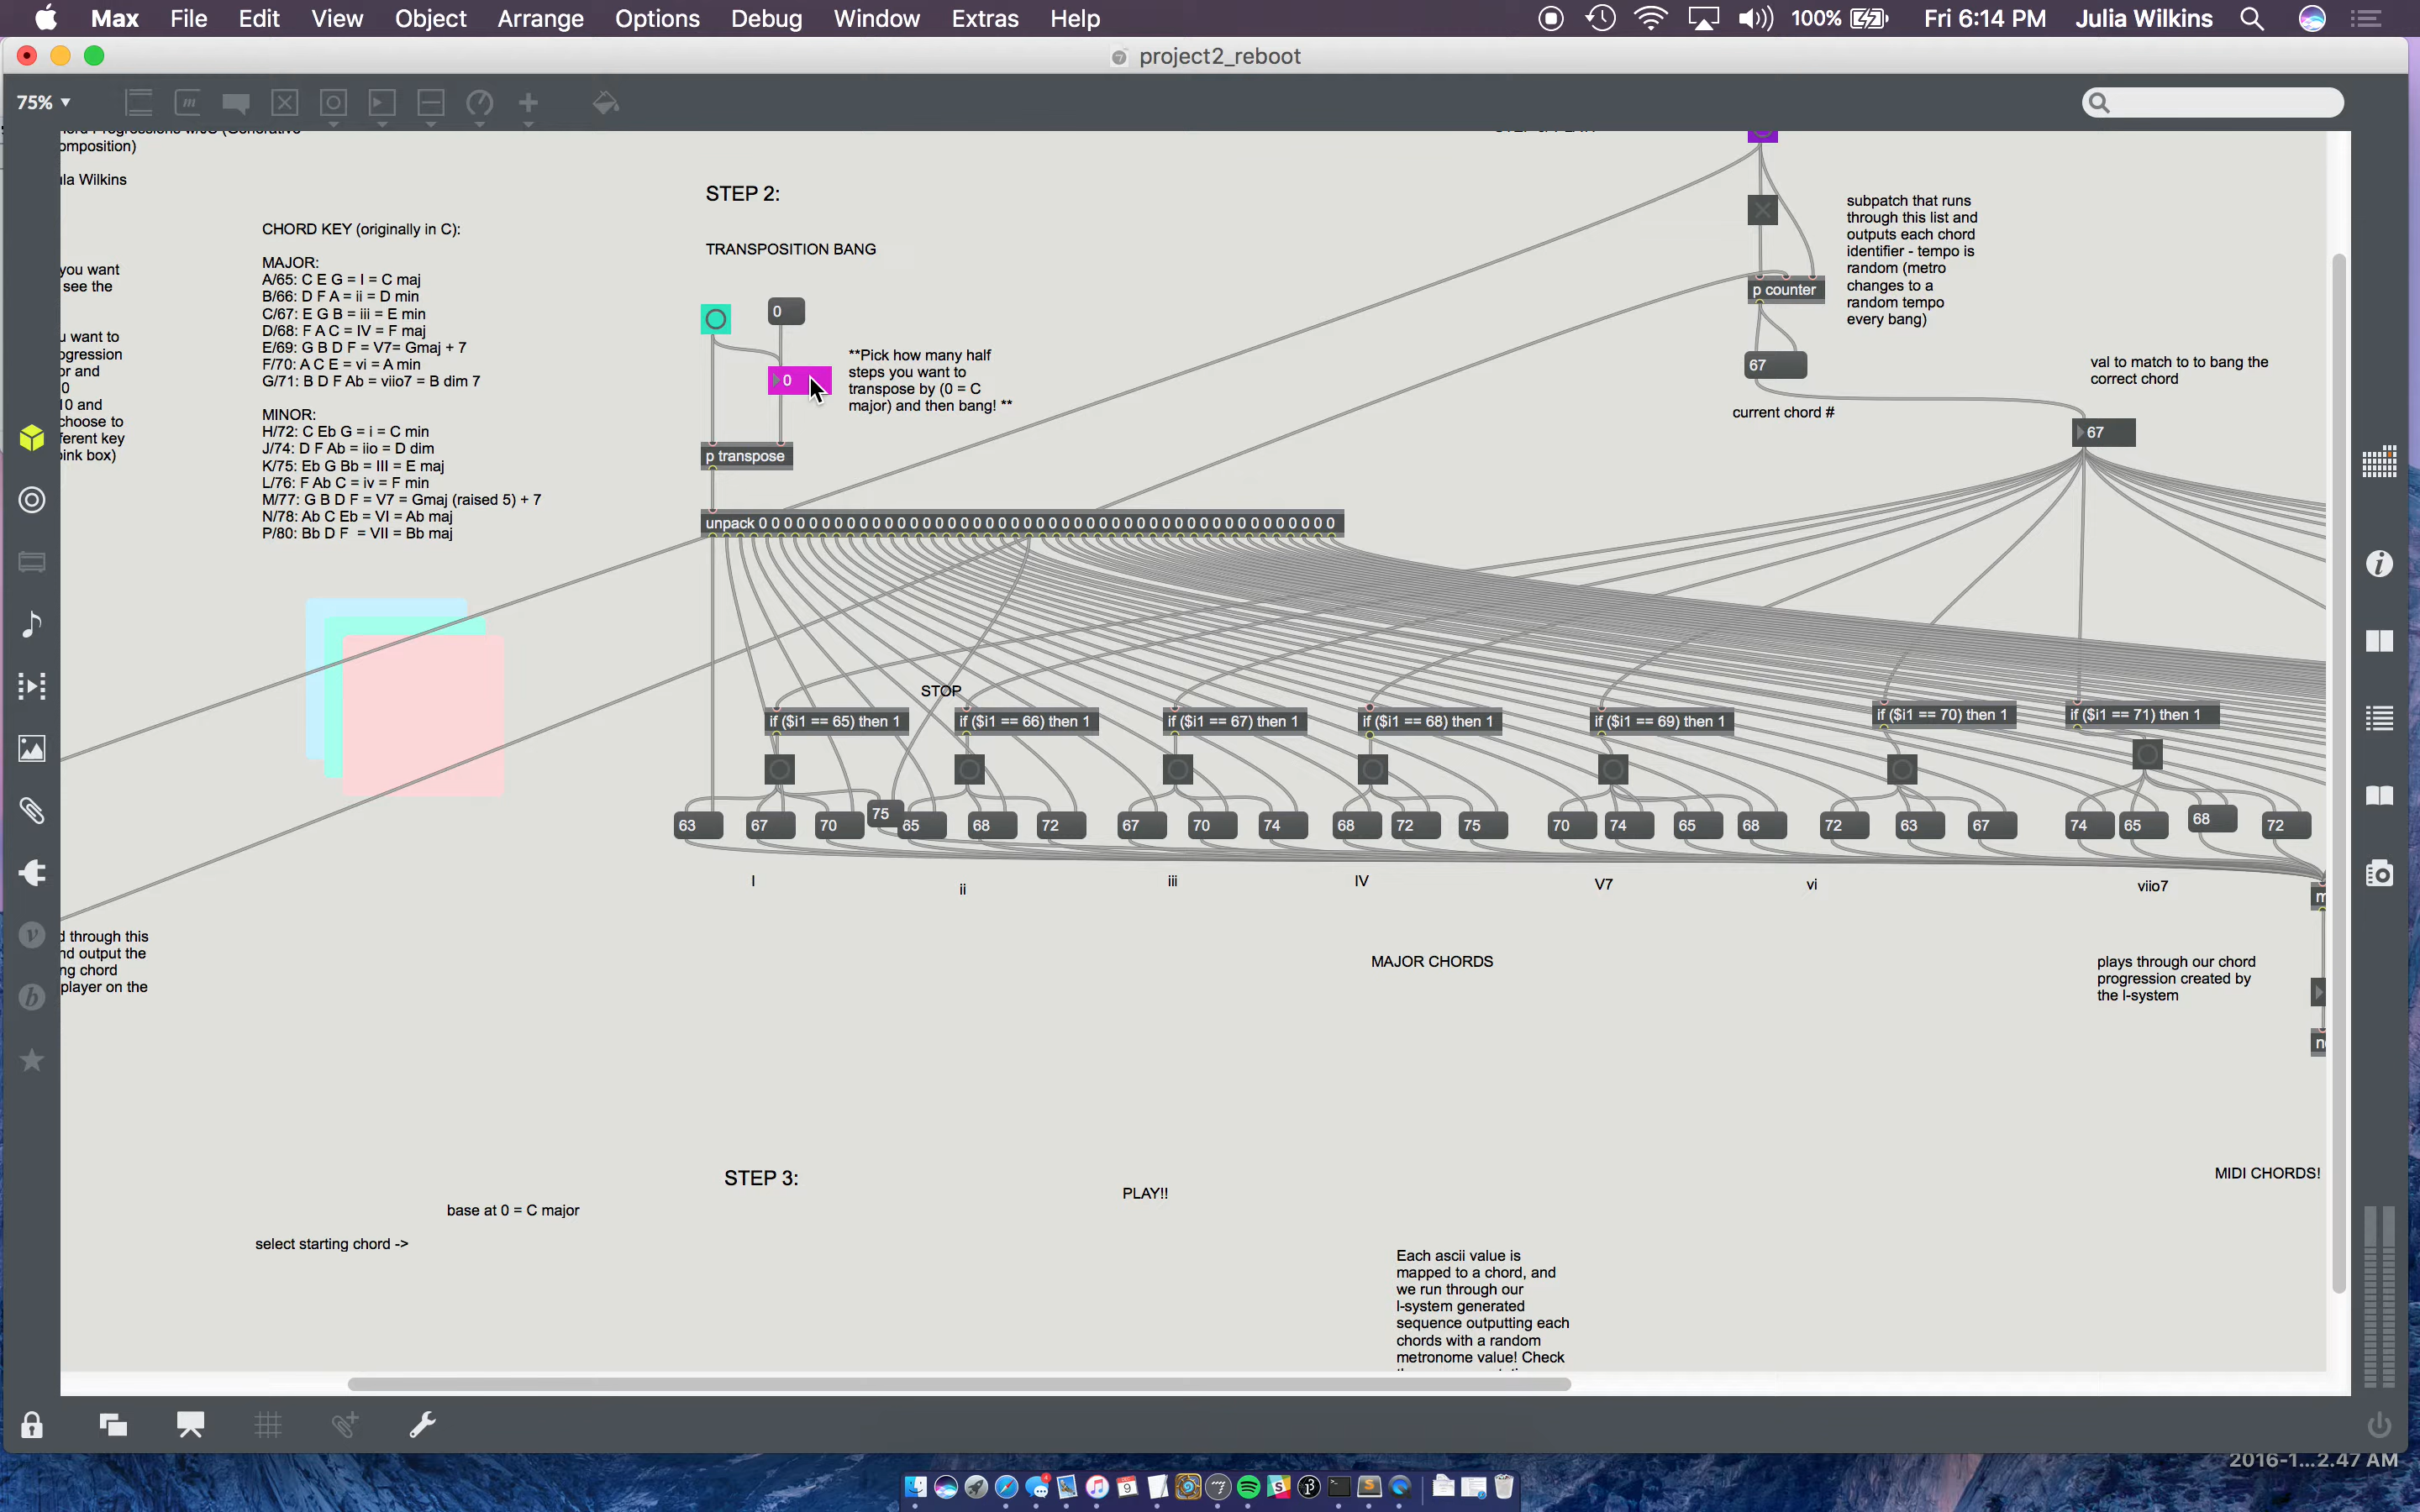 Max File Edit View Object Arrange Options Debug Window Extras Help 100% Fri 6:14 PM Julia Wilkins
project2_reboot
75%
omposition)
ila Wilkins
you want
see the
u want to
ogression
or and
0
10 and
choose to
ferent key
ink box)
CHORD KEY (originally in C):
MAJOR:
A/65: C E G = I = C maj
B/66: D F A = ii = D min
C/67: E G B = iii = E min
D/68: F A C = IV = F maj
E/69: G B D F = V7= Gmaj + 7
F/70: A C E = vi = A min
G/71: B D F Ab = viio7 = B dim 7
MINOR:
H/72: C Eb G = i = C min
J/74: D F Ab = iio = D dim
K/75: Eb G Bb = III = E maj
L/76: F Ab C = iv = F min
M/77: G B D F = V7 = Gmaj (raised 5) + 7
N/78: Ab C Eb = VI = Ab maj
P/80: Bb D F = VII = Bb maj
STEP 2:
TRANSPOSITION BANG
0
0
**Pick how many half
steps you want to
transpose by (0 = C
major) and then bang! **
p transpose
unpack 0 0 0 0 0 0 0 0 0 0 0 0 0 0 0 0 0 0 0 0 0 0 0 0 0 0 0 0 0 0 0 0 0 0 0 0 0 0 0 0 0 0 0 0 0 0
subpatch that runs
through this list and
outputs each chord
identifier - tempo is
random (metro
changes to a
random tempo
every bang)
p counter
67
current chord #
val to match to to bang the
correct chord
67
STOP
if ($i1 == 65) then 1 if ($i1 == 66) then 1 if ($i1 == 67) then 1 if ($i1 == 68) then 1 if ($i1 == 69) then 1 if ($i1 == 70) then 1 if ($i1 == 71) then 1
63 67 70 75 65 68 72 67 70 74 68 72 75 70 74 65 68 72 63 67 74 65 68 72
I ii iii IV V7 vi viio7
m
d through this
nd output the
ng chord
player on the
MAJOR CHORDS
plays through our chord
progression created by
the l-system
STEP 3:
PLAY!!
MIDI CHORDS!
base at 0 = C major
select starting chord ->
Each ascii value is
mapped to a chord, and
we run through our
l-system generated
sequence outputting each
chords with a random
metronome value! Check
2016-1...2.47 AM